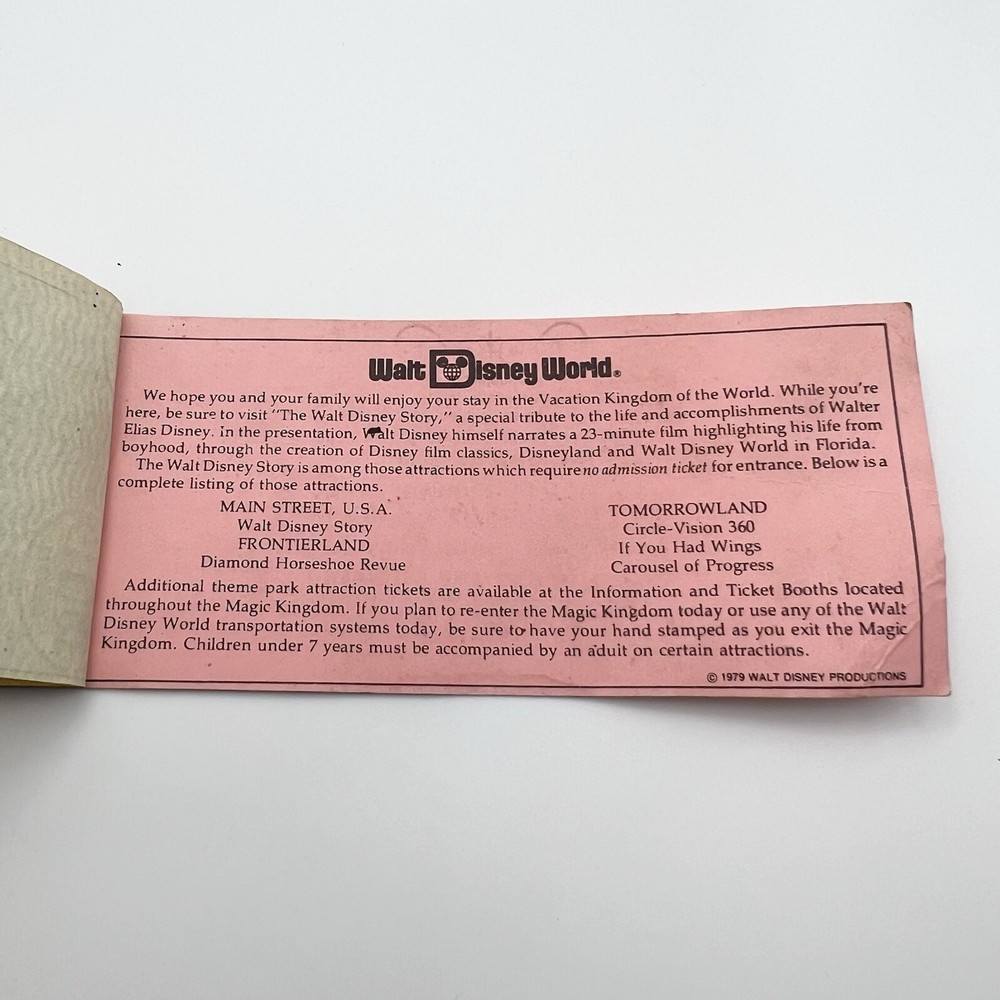 Walt Disney World®
We hope you and your family will enjoy your stay in the Vacation Kingdom of the World. While you're
here, be sure to visit "The Walt Disney Story," a special tribute to the life and accomplishments of Walter
Elias Disney. In the presentation, Walt Disney himself narrates a 23-minute film highlighting his life from
boyhood, through the creation of Disney film classics, Disneyland and Walt Disney World in Florida.
The Walt Disney Story is among those attractions which require no admission ticket for entrance. Below is a
complete listing of those attractions.
MAIN STREET, U.S.A.
Walt Disney Story
FRONTIERLAND
Diamond Horseshoe Revue
TOMORROWLAND
Circle-Vision 360
If You Had Wings
Carousel of Progress
Additional theme park attraction tickets are available at the Information and Ticket Booths located
throughout the Magic Kingdom. If you plan to re-enter the Magic Kingdom today or use any of the Walt
Disney World transportation systems today, be sure to have your hand stamped as you exit the Magic
Kingdom. Children under 7 years must be accompanied by an aduit on certain attractions.
© 1979 WALT DISNEY PRODUCTIONS